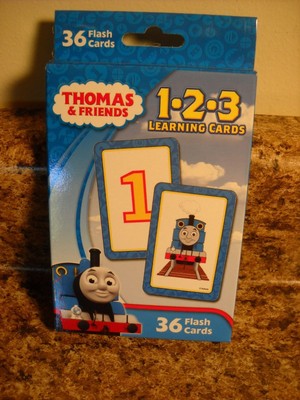 36 Flash
Cards
THOMAS
& FRIENDS
1•2•3
LEARNING CARDS
1
36 Flash
Cards